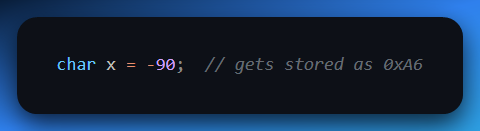 char x = -90;  // gets stored as 0xA6